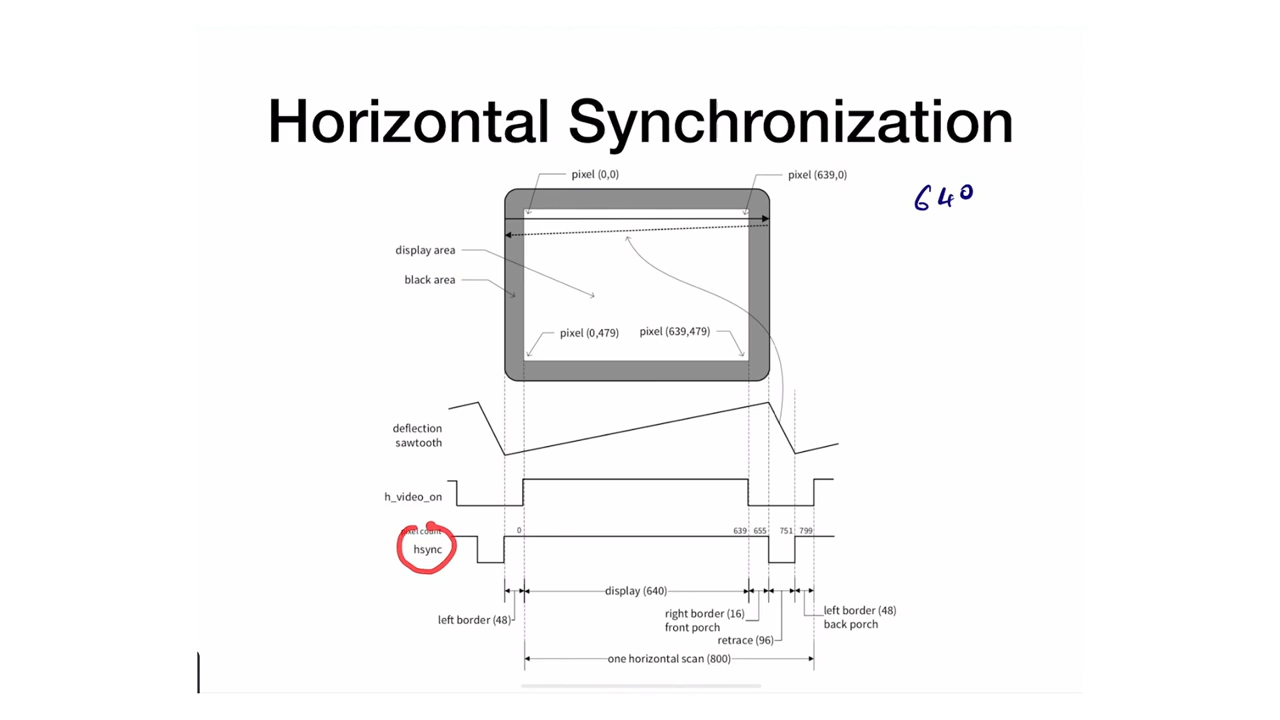 Horizontal Synchronization
pixel (0,0)
pixel (639,0)
640
display area
black area
pixel (0,479)
pixel (639,479)
deflection
sawtooth
h_video_on
pixel count
0
639
655
751
799
hsync
display (640)
left border (48)
right border (16)
front porch
left border (48)
back porch
retrace (96)
one horizontal scan (800)